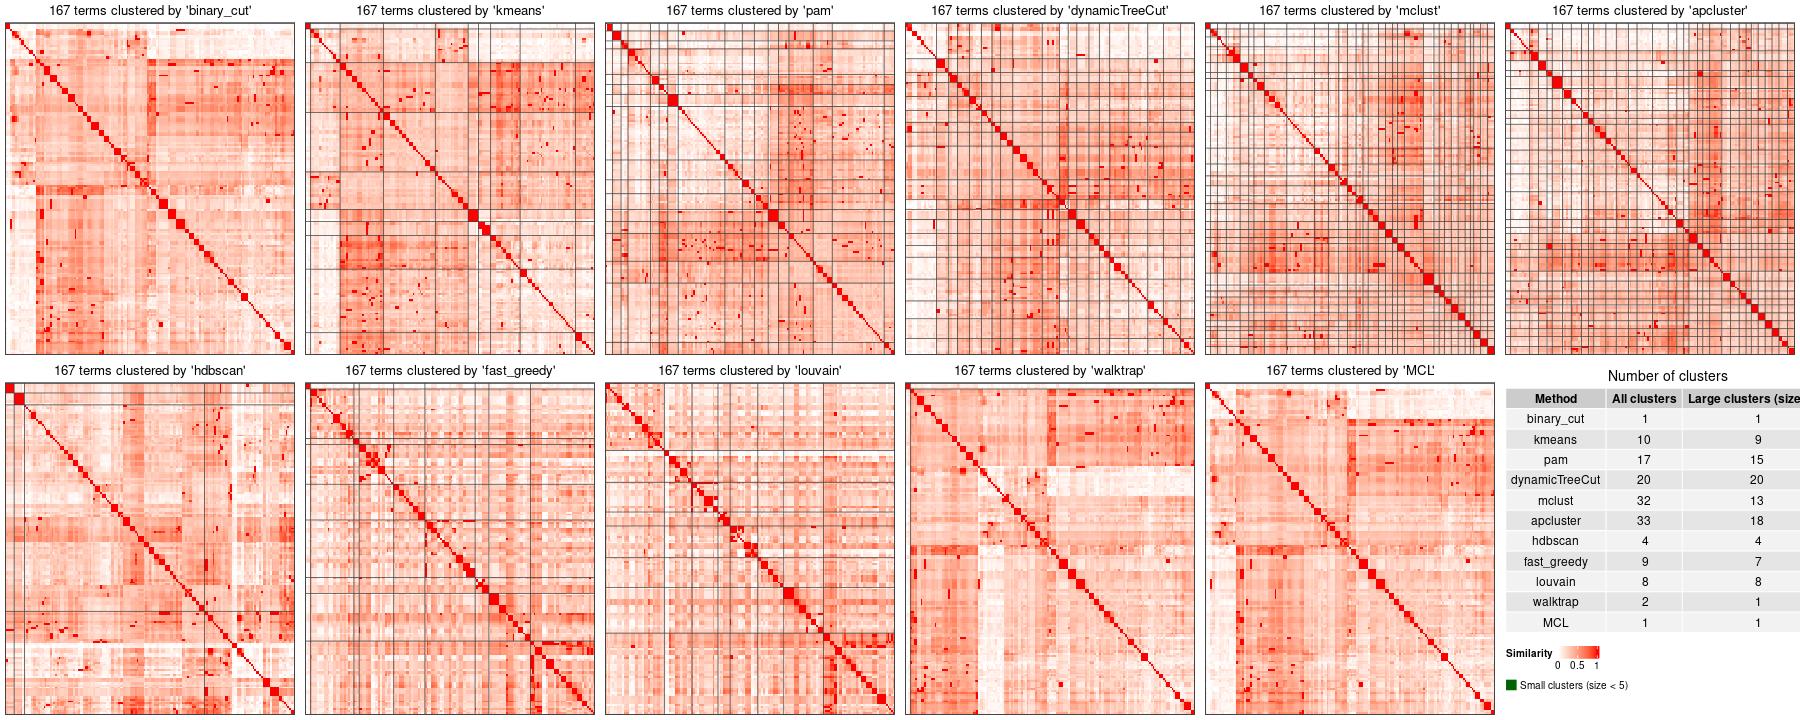 167 terms clustered by 'binary_cut'
167 terms clustered by 'kmeans'
167 terms clustered by 'pam'
167 terms clustered by 'dynamicTreeCut'
167 terms clustered by 'mclust'
167 terms clustered by 'apcluster'
167 terms clustered by 'hdbscan'
167 terms clustered by 'fast_greedy'
167 terms clustered by 'louvain'
167 terms clustered by 'walktrap'
167 terms clustered by 'MCL'
Number of clusters
Method All clusters Large clusters (size
binary_cut 1 1
kmeans 10 9
pam 17 15
dynamicTreeCut 20 20
mclust 32 13
apcluster 33 18
hdbscan 4 4
fast_greedy 9 7
louvain 8 8
walktrap 2 1
MCL 1 1
Similarity
0 0.5 1
Small clusters (size < 5)